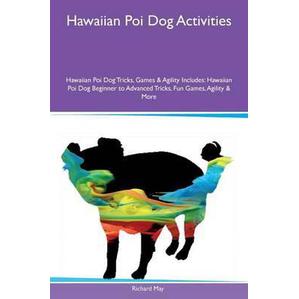 Hawaiian Poi Dog Activities
Hawaiian Poi Dog Tricks, Games & Agility Includes: Hawaiian
Poi Dog Beginner to Advanced Tricks, Fun Games, Agility &
More
Richard May